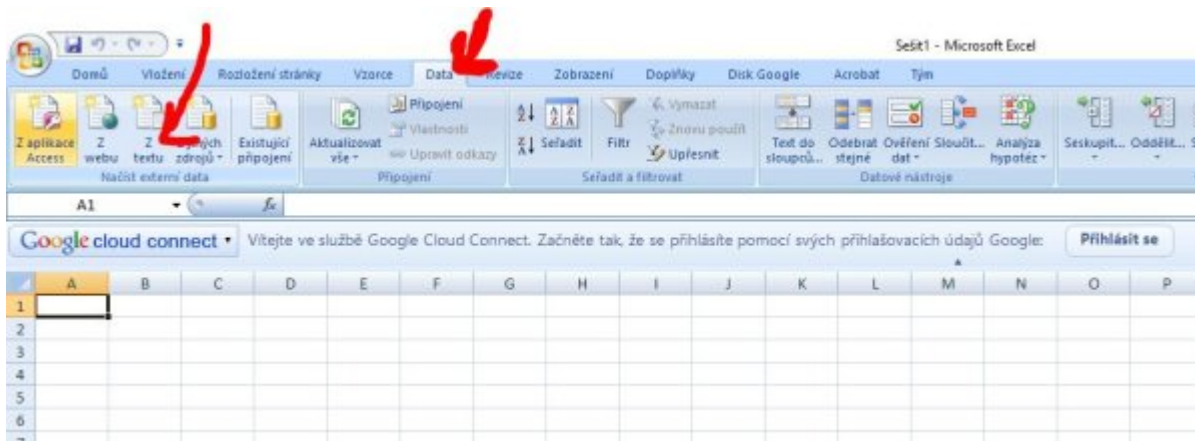 Sešit1 - Microsoft Excel
Domů Vložení Rozložení stránky Vzorce Data Revize Zobrazení Doplňky Disk Google Acrobat Tým
Z aplikace Access
Z webu
Z textu
zdrojů
Existující připojení
Načíst externí data
Aktualizovat vše
Připojení
Vlastnosti
Upravit odkazy
Připojení
Seřadit
Filtr
Vymazat
Znovu použít
Upřesnit
Seřadit a filtrovat
Text do sloupců...
Odebrat stejné
Ověření dat
Sloučit...
Analýza hypotéz
Datové nástroje
Seskupit...
Oddělit...
A1 fx
Google cloud connect Vítejte ve službě Google Cloud Connect. Začněte tak, že se přihlásíte pomocí svých přihlašovacích údajů Google: Přihlásit se
A B C D E F G H I J K L M N O P
1
2
3
4
5
6